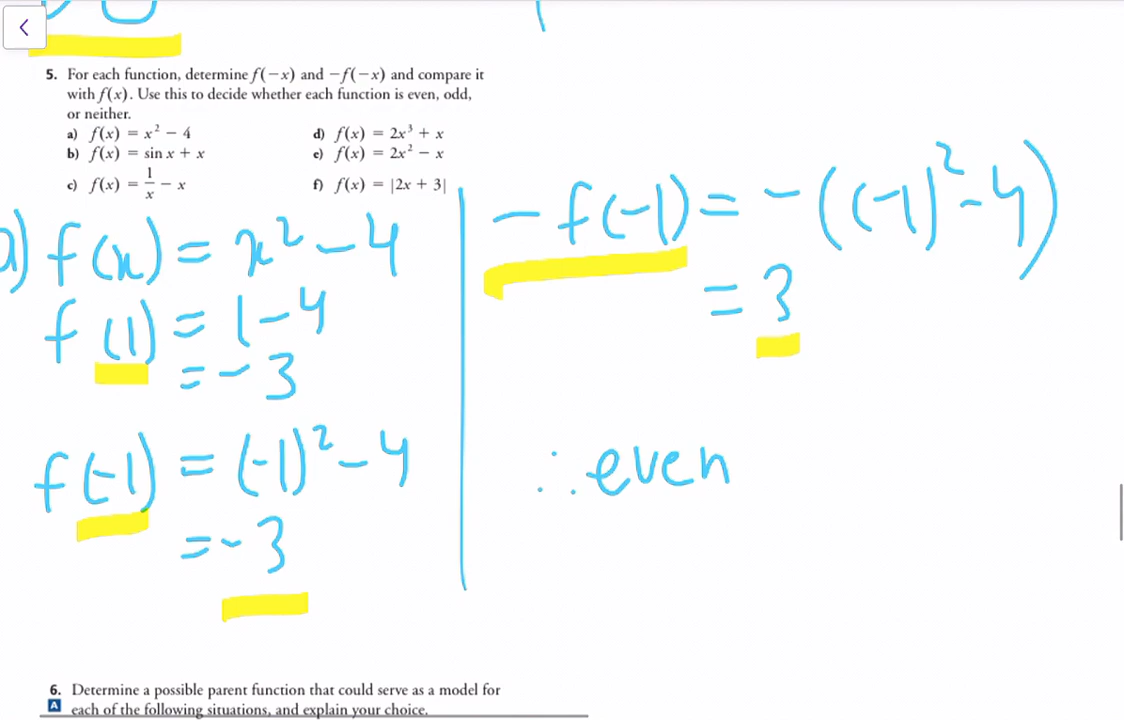 5. For each function, determine f(−x) and −f(−x) and compare it
with f(x). Use this to decide whether each function is even, odd,
or neither.
a) f(x) = x² − 4
d) f(x) = 2x³ + x
b) f(x) = sin x + x
e) f(x) = 2x² − x
c) f(x) = 1/x − x
f) f(x) = |2x + 3|
a) f(x) = x² − 4
f(1) = 1 − 4
= − 3
f(−1) = (−1)² − 4
= − 3
− f(−1) = − ((−1)² − 4)
= 3
∴ even
6. Determine a possible parent function that could serve as a model for
A each of the following situations, and explain your choice.